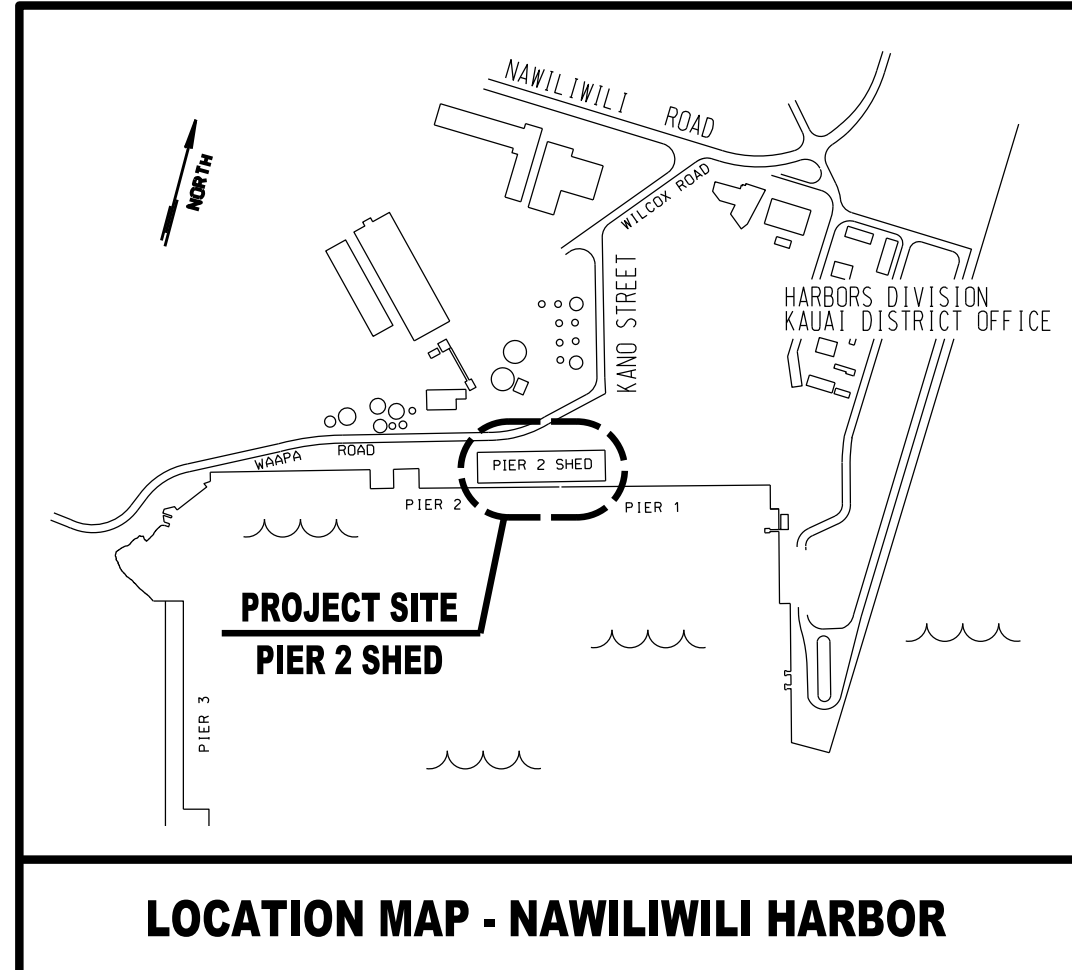 NAWILIWILI ROAD
NORTH
WILCOX ROAD
KANO STREET
HARBORS DIVISION
KAUAI DISTRICT OFFICE
WAAPA ROAD
PIER 2 SHED
PIER 2
PIER 1
PROJECT SITE
PIER 2 SHED
PIER 3
LOCATION MAP - NAWILIWILI HARBOR